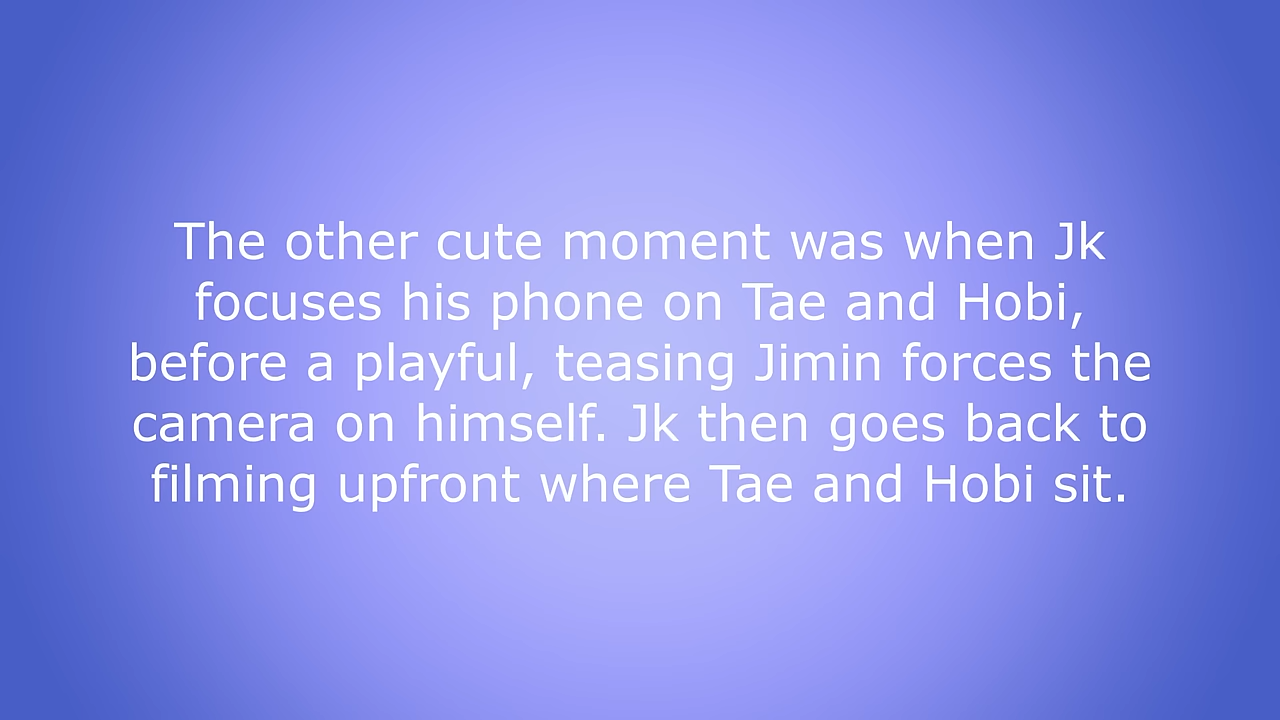 The other cute moment was when Jk
focuses his phone on Tae and Hobi,
before a playful, teasing Jimin forces the
camera on himself. Jk then goes back to
filming upfront where Tae and Hobi sit.